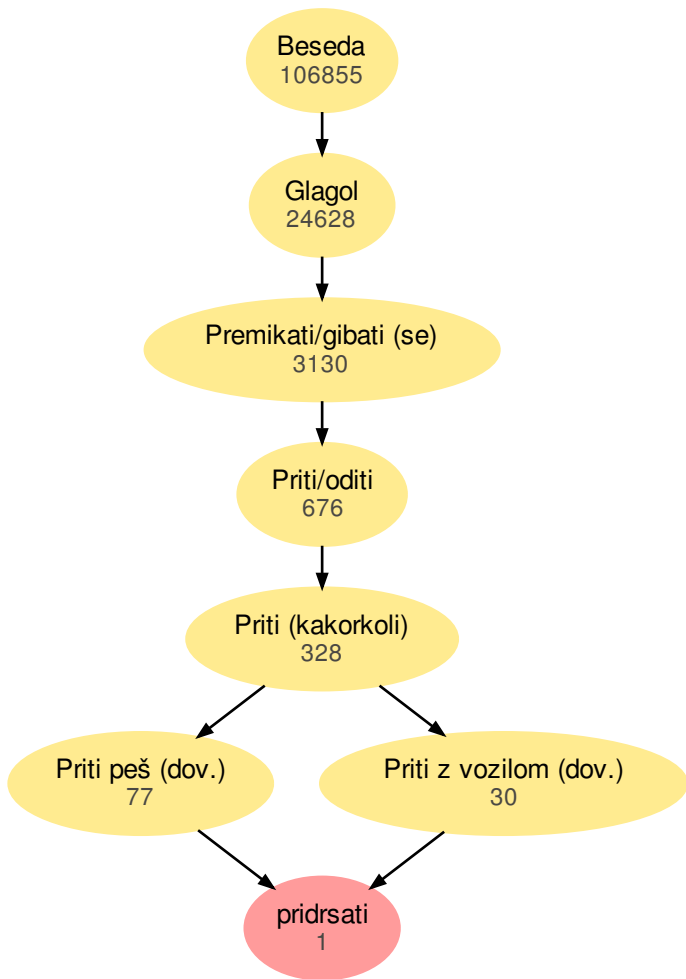 Beseda
106855
Glagol
24628
Premikati/gibati (se)
3130
Priti/oditi
676
Priti (kakorkoli)
328
Priti peš (dov.)
77
Priti z vozilom (dov.)
30
pridrsati
1